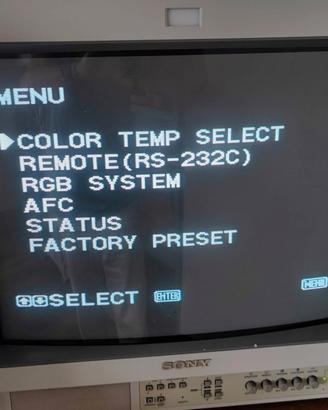 MENU
▶COLOR TEMP SELECT
REMOTE(RS-232C)
RGB SYSTEM
AFC
STATUS
FACTORY PRESET
MENU
SELECT ENTER
SONY